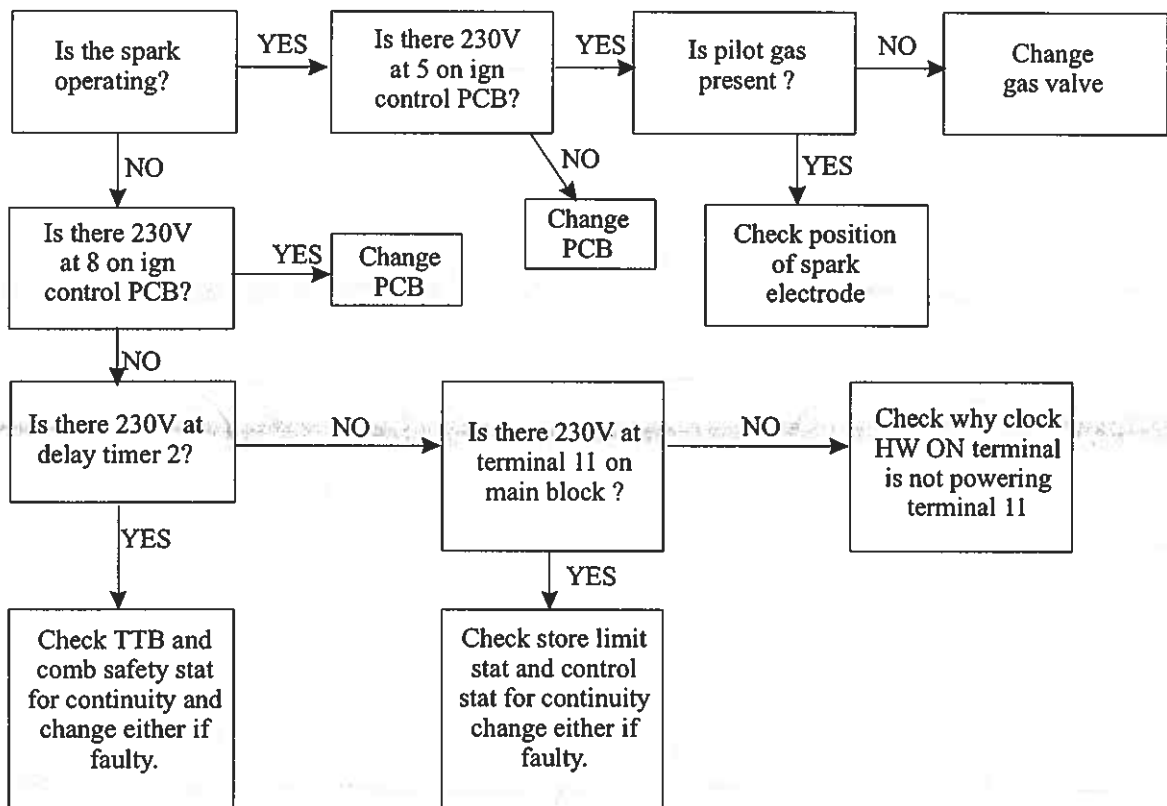 Is the spark
operating?
YES
Is there 230V
at 5 on ign
control PCB?
YES
Is pilot gas
present ?
NO
Change
gas valve
NO
NO
YES
Is there 230V
at 8 on ign
control PCB?
YES
Change
PCB
Change
PCB
Check position
of spark
electrode
NO
Is there 230V at
delay timer 2?
NO
Is there 230V at
terminal 11 on
main block ?
NO
Check why clock
HW ON terminal
is not powering
terminal 11
YES
YES
Check TTB and
comb safety stat
for continuity and
change either if
faulty.
Check store limit
stat and control
stat for continuity
change either if
faulty.